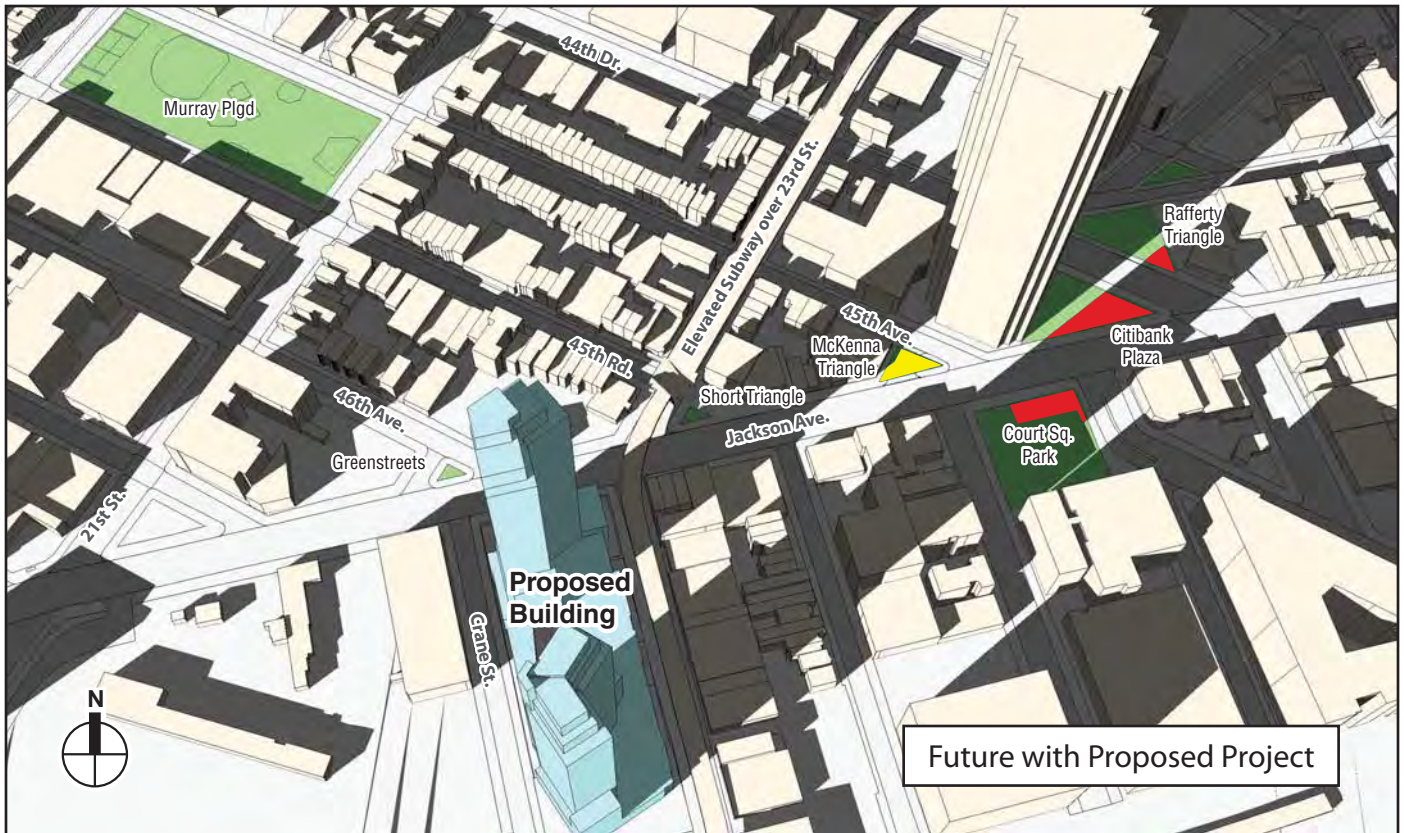 44th Dr.
Murray Plgd
Elevated Subway over 23rd St.
Rafferty
Triangle
45th Ave.
McKenna
Triangle
Citibank
Plaza
45th Rd.
Short Triangle
46th Ave.
Jackson Ave.
Court Sq.
Park
Greenstreets
21st St.
Proposed
Building
Crane St.
N
Future with Proposed Project